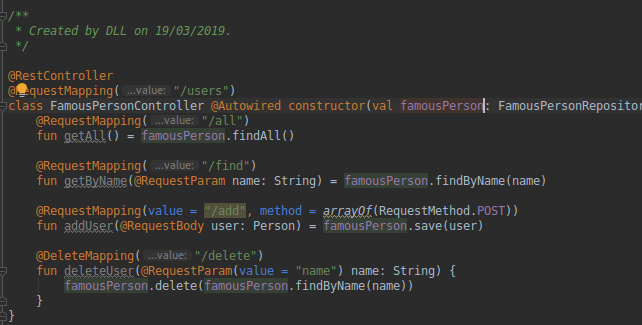 /**
 * Created by DLL on 19/03/2019.
 */
@RestController
@RequestMapping( ...value: "/users")
class FamousPersonController @Autowired constructor(val famousPerson: FamousPersonRepositor
@RequestMapping( ...value: "/all")
fun getAll() = famousPerson.findAll()
@RequestMapping( ...value: "/find")
fun getByName(@RequestParam name: String) = famousPerson.findByName(name)
@RequestMapping(value = "/add", method = arrayOf(RequestMethod.POST))
fun addUser(@RequestBody user: Person) = famousPerson.save(user)
@DeleteMapping( ...value: "/delete")
fun deleteUser(@RequestParam(value = "name") name: String) {
famousPerson.delete(famousPerson.findByName(name))
}
}